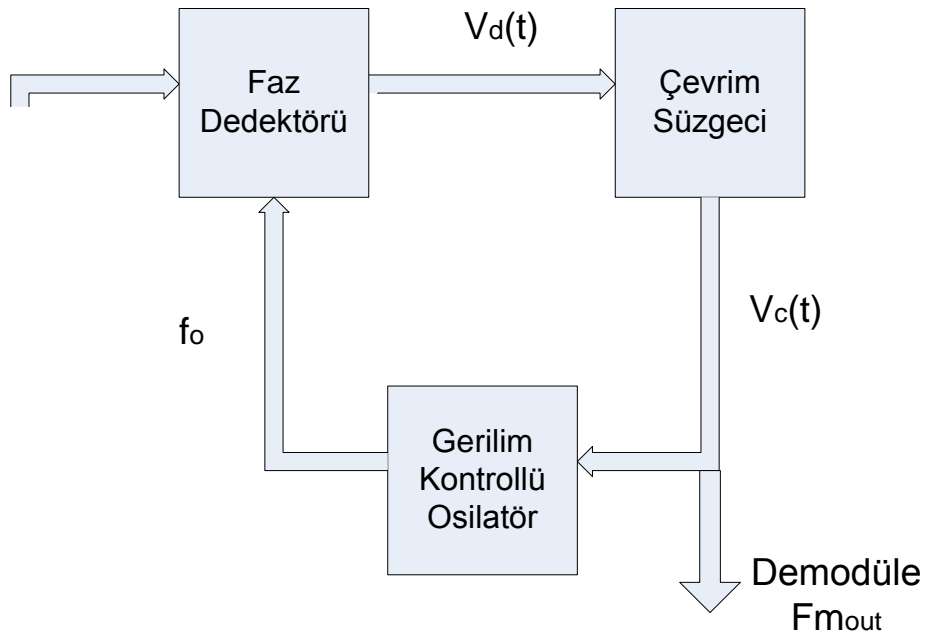 Vd(t)
Faz
Dedektörü
Çevrim
Süzgeci
Vc(t)
fo
Gerilim
Kontrollü
Osilatör
Demodüle
Fmout